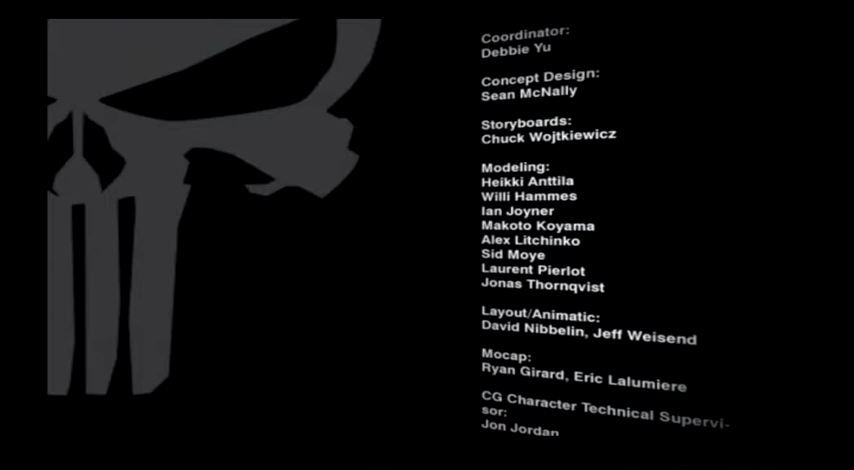 Coordinator:
Debbie Yu
Concept Design:
Sean McNally
Storyboards:
Chuck Wojtkiewicz
Modeling:
Heikki Anttila
Willi Hammes
Ian Joyner
Makoto Koyama
Alex Litchinko
Sid Moye
Laurent Pierlot
Jonas Thornqvist
Layout/Animatic:
David Nibbelin, Jeff Weisend
Mocap:
Ryan Girard, Eric Lalumiere
CG Character Technical Supervi-
sor:
Jon Jordan